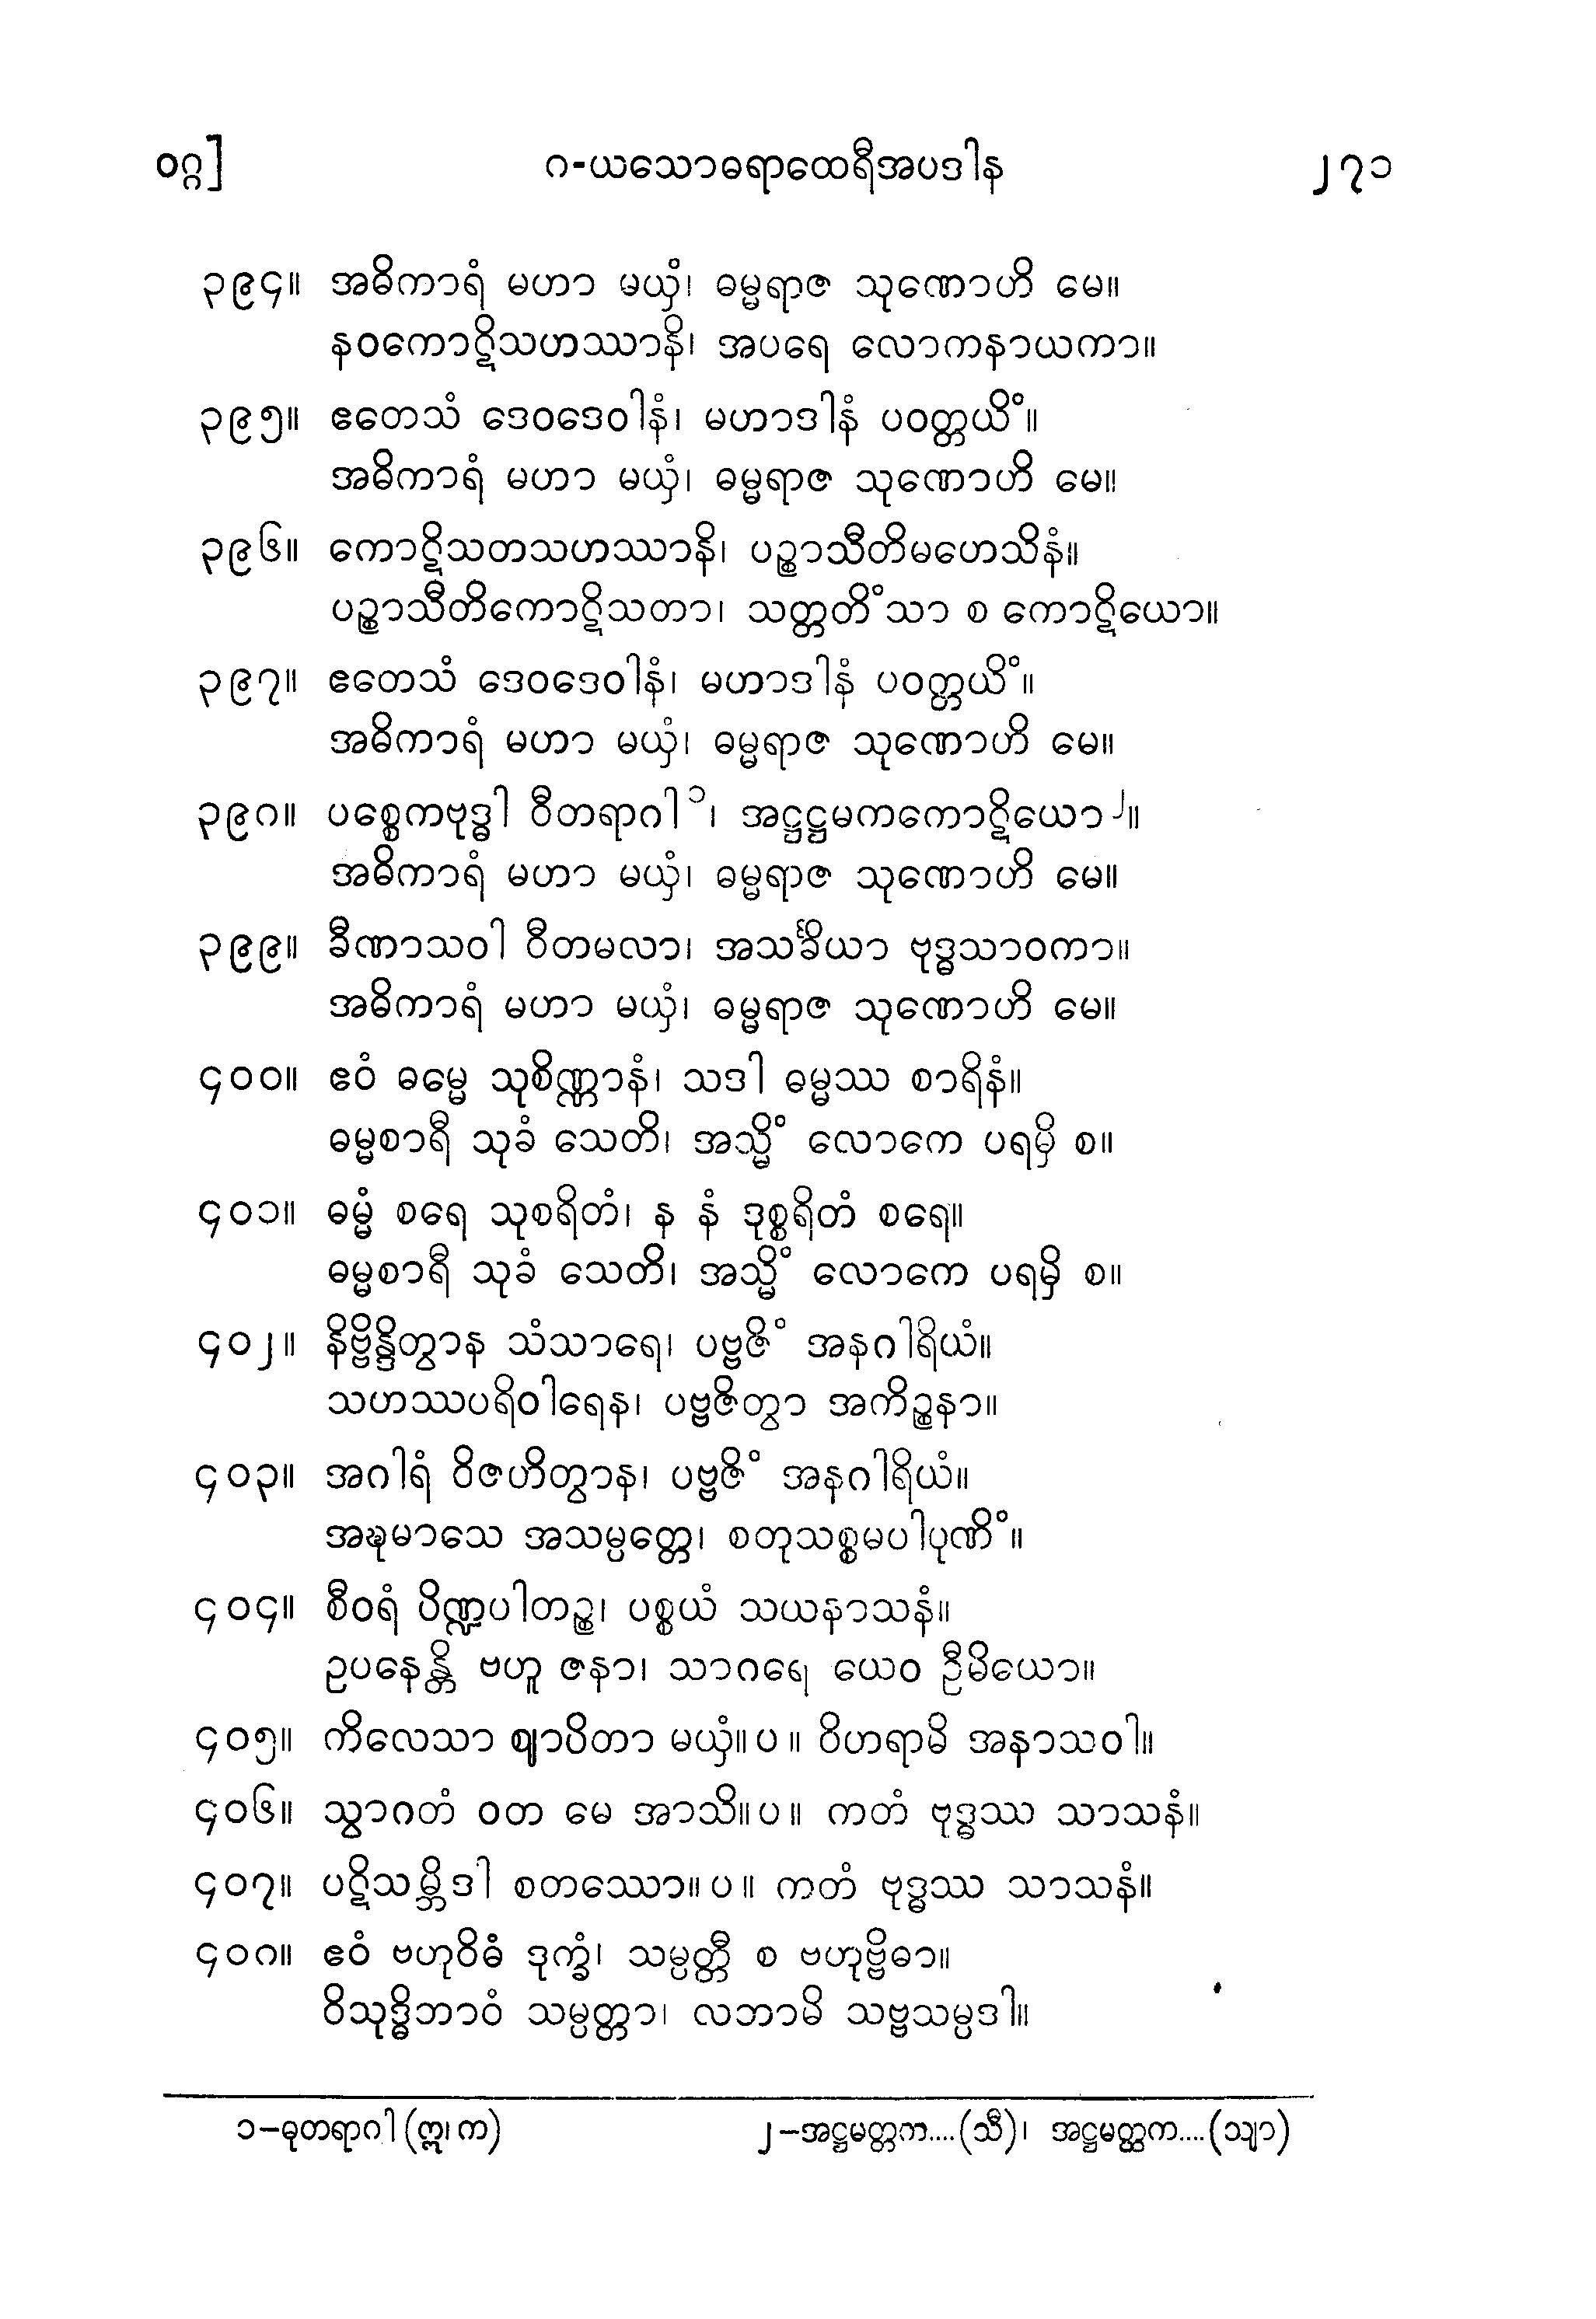 ဝဂ္ဂ]	ဂ-ယသောဓရာထေရီအပဒါန	၂၇၁
၃၉၄။ အဓိကာရံ မဟာ မယှံ၊ ဓမ္မရာဇ သုဏောဟိ မေ။
နဝကောဋိသဟဿာနိ၊ အပရေ လောကနာယကာ။
၃၉၅။ ဧတေသံ ဒေဝဒေဝါနံ၊ မဟာဒါနံ ပဝတ္တယိံ။
အဓိကာရံ မဟာ မယှံ၊ ဓမ္မရာဇ သုဏောဟိ မေ။
၃၉၆။ ကောဋိသတသဟဿာနိ၊ ပဉ္စာသီတိမဟေသိနံ။
ပဉ္စာသီတိကောဋိသတာ၊ သတ္တတိံသာ စ ကောဋိယော။
၃၉၇။ ဧတေသံ ဒေဝဒေဝါနံ၊ မဟာဒါနံ ပဝတ္တယိံ။
အဓိကာရံ မဟာ မယှံ၊ ဓမ္မရာဇ သုဏောဟိ မေ။
၃၉၈။ ပစ္စေကဗုဒ္ဓါ ဝီတရာဂါ ၁၊ အဋ္ဌဋ္ဌမကကောဋိယော ၂။
အဓိကာရံ မဟာ မယှံ၊ ဓမ္မရာဇ သုဏောဟိ မေ။
၃၉၉။ ခီဏာသဝါ ဝီတမလာ၊ အသင်္ခိယာ ဗုဒ္ဓသာဝကာ။
အဓိကာရံ မဟာ မယှံ၊ ဓမ္မရာဇ သုဏောဟိ မေ။
၄၀၀။ ဧဝံ ဓမ္မေ သုစိဏ္ဏာနံ၊ သဒါ ဓမ္မဿ စာရိနံ။
ဓမ္မစာရီ သုခံ သေတိ၊ အသ္မိံ လောကေ ပရမှိ စ။
၄၀၁။ ဓမ္မံ စရေ သုစရိတံ၊ န နံ ဒုစ္စရိတံ စရေ။
ဓမ္မစာရီ သုခံ သေတိ၊ အသ္မိံ လောကေ ပရမှိ စ။
၄၀၂။ နိဗ္ဗိန္ဒိတွာန သံသာရေ၊ ပဗ္ဗဇိံ အနဂါရိယံ။
သဟဿပရိဝါရေန၊ ပဗ္ဗဇိတွာ အကိဉ္စနာ။
၄၀၃။ အဂါရံ ဝိဇဟိတွာန၊ ပဗ္ဗဇိံ အနဂါရိယံ။
အဍ္ဎမာသေ အသမ္ပတ္တေ၊ စတုသစ္စမပါပုဏိံ။
၄၀၄။ စီဝရံ ပိဏ္ဍပါတဉ္စ၊ ပစ္စယံ သယနာသနံ။
ဥပနေန္တိ ဗဟူ ဇနာ၊ သာဂရေ ယေဝ ဦမိယော။
၄၀၅။ ကိလေသာ ဈာပိတာ မယှံ။ ပ ။ ဝိဟရာမိ အနာသဝါ။
၄၀၆။ သွာဂတံ ဝတ မေ အာသိ။ ပ ။ ကတံ ဗုဒ္ဓဿ သာသနံ။
၄၀၇။ ပဋိသမ္ဘိဒါ စတဿော။ ပ ။ ကတံ ဗုဒ္ဓဿ သာသနံ။
၄၀၈။ ဧဝံ ဗဟုဝိဓံ ဒုက္ခံ၊ သမ္ပတ္တီ စ ဗဟုဗ္ဗိဓာ။
ဝိသုဒ္ဓိဘာဝံ သမ္ပတ္တာ၊ လဘာမိ သဗ္ဗသမ္ပဒါ။
၁–ဓုတရာဂါ (ဣ၊ က)	၂–အဋ္ဌမတ္တက....(သီ)၊ အဋ္ဌမတ္ထက....(သျာ)